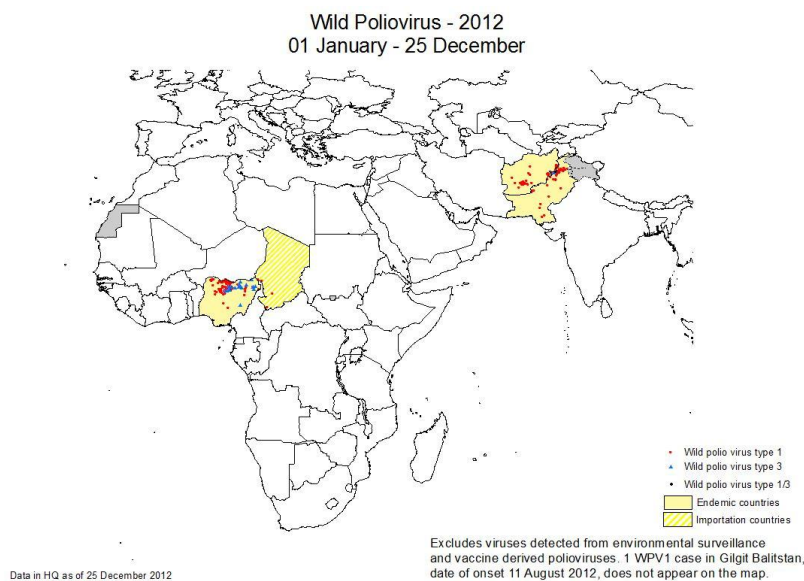 Wild Poliovirus - 2012
01 January - 25 December
Wild polio virus type 1
Wild polio virus type 3
Wild polio virus type 1/3
Endemic countries
Importation countries
Excludes viruses detected from environmental surveillance
and vaccine derived polioviruses. 1 WPV1 case in Gilgit Balitstan,
date of onset 11 August 2012, does not appear on the map.
Data in HQ as of 25 December 2012